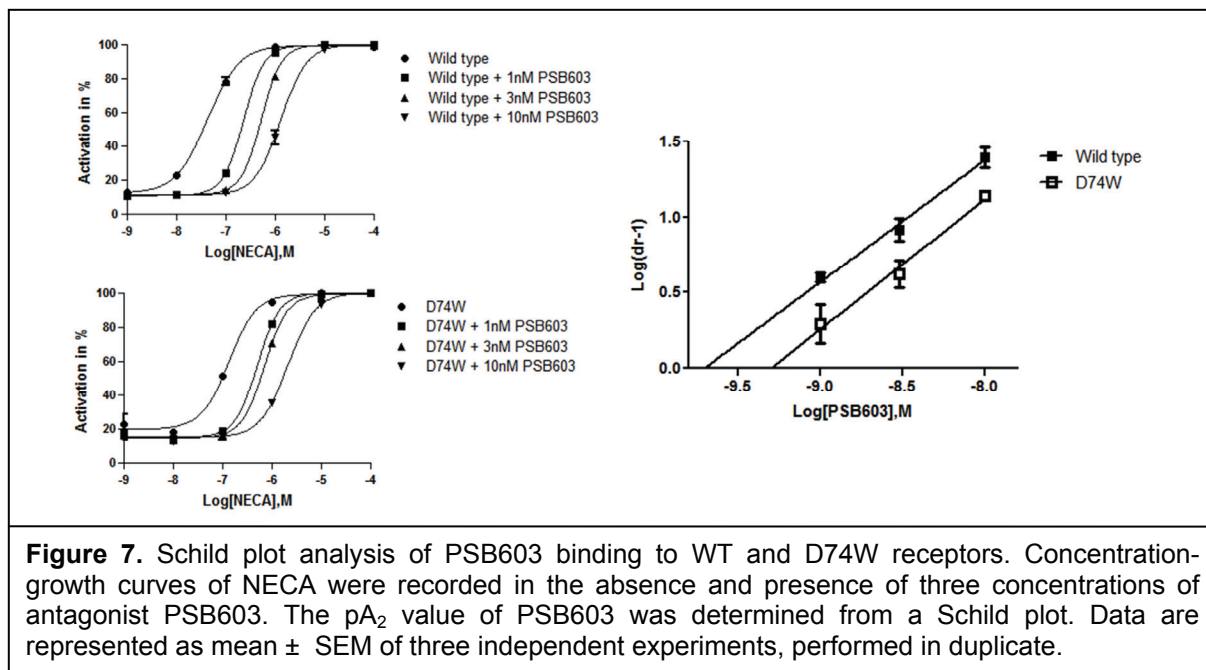 100
80
60
40
20
0
Activation in %
-9 -8 -7 -6 -5 -4
Log[NECA],M
Wild type
Wild type + 1nM PSB603
Wild type + 3nM PSB603
Wild type + 10nM PSB603
100
80
60
40
20
0
Activation in %
-9 -8 -7 -6 -5 -4
Log[NECA],M
D74W
D74W + 1nM PSB603
D74W + 3nM PSB603
D74W + 10nM PSB603
1.5
1.0
0.5
0.0
Log(dr-1)
-9.5 -9.0 -8.5 -8.0
Log[PSB603],M
Wild type
D74W
Figure 7. Schild plot analysis of PSB603 binding to WT and D74W receptors. Concentration-
growth curves of NECA were recorded in the absence and presence of three concentrations of
antagonist PSB603. The pA₂ value of PSB603 was determined from a Schild plot. Data are
represented as mean ± SEM of three independent experiments, performed in duplicate.